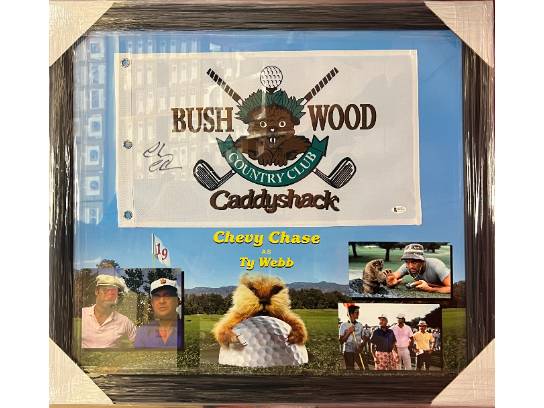 BUSH WOOD
COUNTRY CLUB
Caddyshack
Chevy Chase
AS
Ty Webb
19